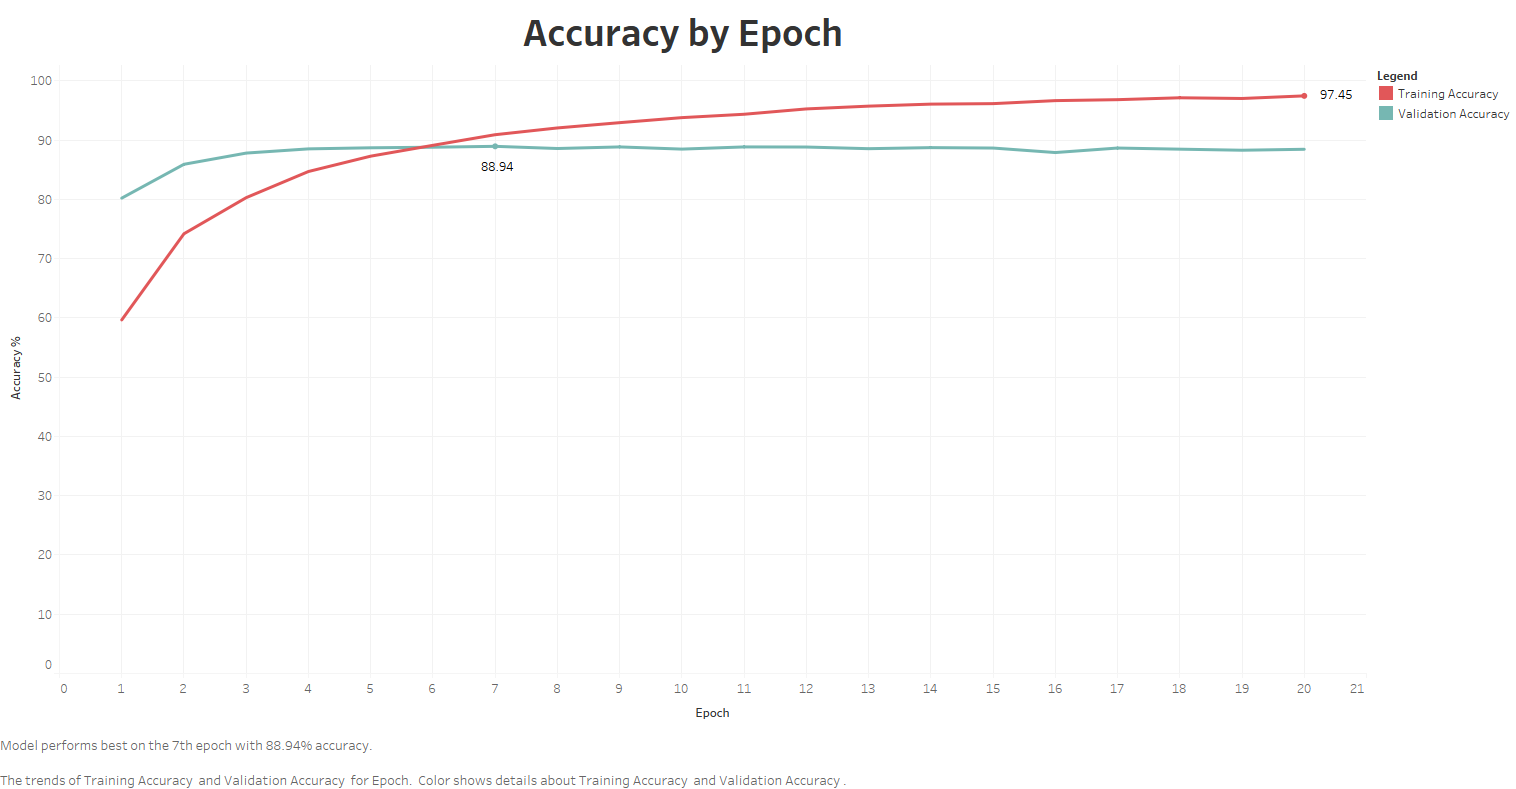 Accuracy by Epoch
Legend
Training Accuracy
Validation Accuracy
100
90
80
70
60
50
40
30
20
10
0
Accuracy %
97.45
88.94
0 1 2 3 4 5 6 7 8 9 10 11 12 13 14 15 16 17 18 19 20 21
Epoch
Model performs best on the 7th epoch with 88.94% accuracy.
The trends of Training Accuracy and Validation Accuracy for Epoch. Color shows details about Training Accuracy and Validation Accuracy .